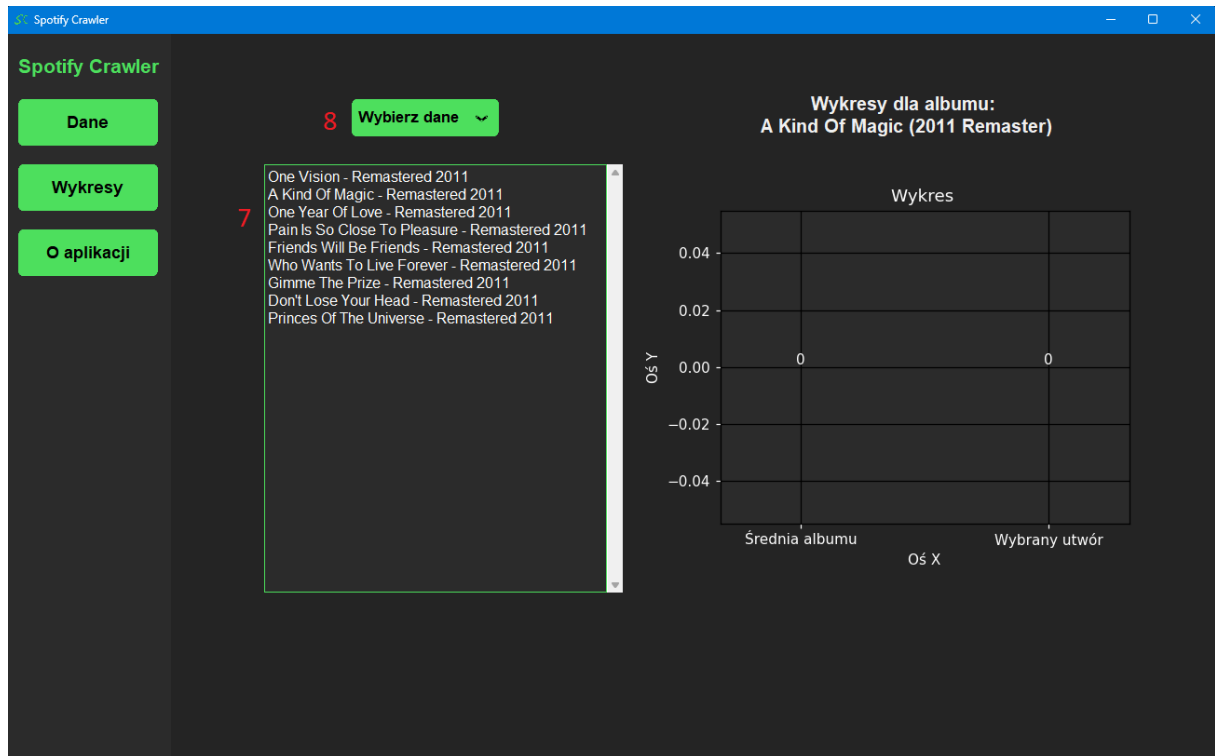 Spotify Crawler
Spotify Crawler
Dane
Wykresy
O aplikacji
8
Wybierz dane
7
One Vision - Remastered 2011
A Kind Of Magic - Remastered 2011
One Year Of Love - Remastered 2011
Pain Is So Close To Pleasure - Remastered 2011
Friends Will Be Friends - Remastered 2011
Who Wants To Live Forever - Remastered 2011
Gimme The Prize - Remastered 2011
Don't Lose Your Head - Remastered 2011
Princes Of The Universe - Remastered 2011
Wykresy dla albumu:
A Kind Of Magic (2011 Remaster)
Wykres
Oś Y
0.04
0.02
0.00
−0.02
−0.04
0
0
Średnia albumu
Wybrany utwór
Oś X